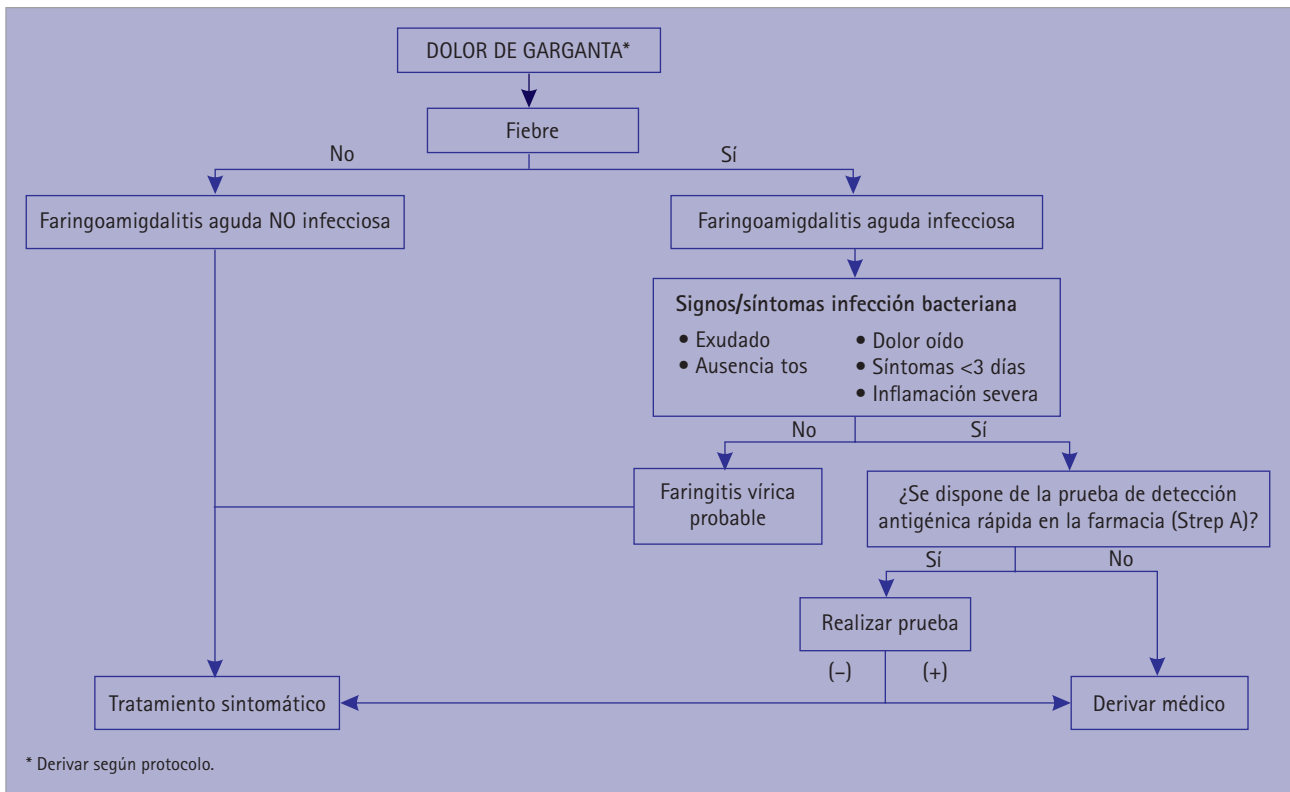 DOLOR DE GARGANTA*
Fiebre
No
Sí
Faringoamigdalitis aguda NO infecciosa
Faringoamigdalitis aguda infecciosa
Signos/síntomas infección bacteriana
• Exudado
• Ausencia tos
• Dolor oído
• Síntomas <3 días
• Inflamación severa
No
Sí
Faringitis vírica
probable
¿Se dispone de la prueba de detección
antigénica rápida en la farmacia (Strep A)?
Sí
No
Realizar prueba
(–)
(+)
Tratamiento sintomático
Derivar médico
* Derivar según protocolo.